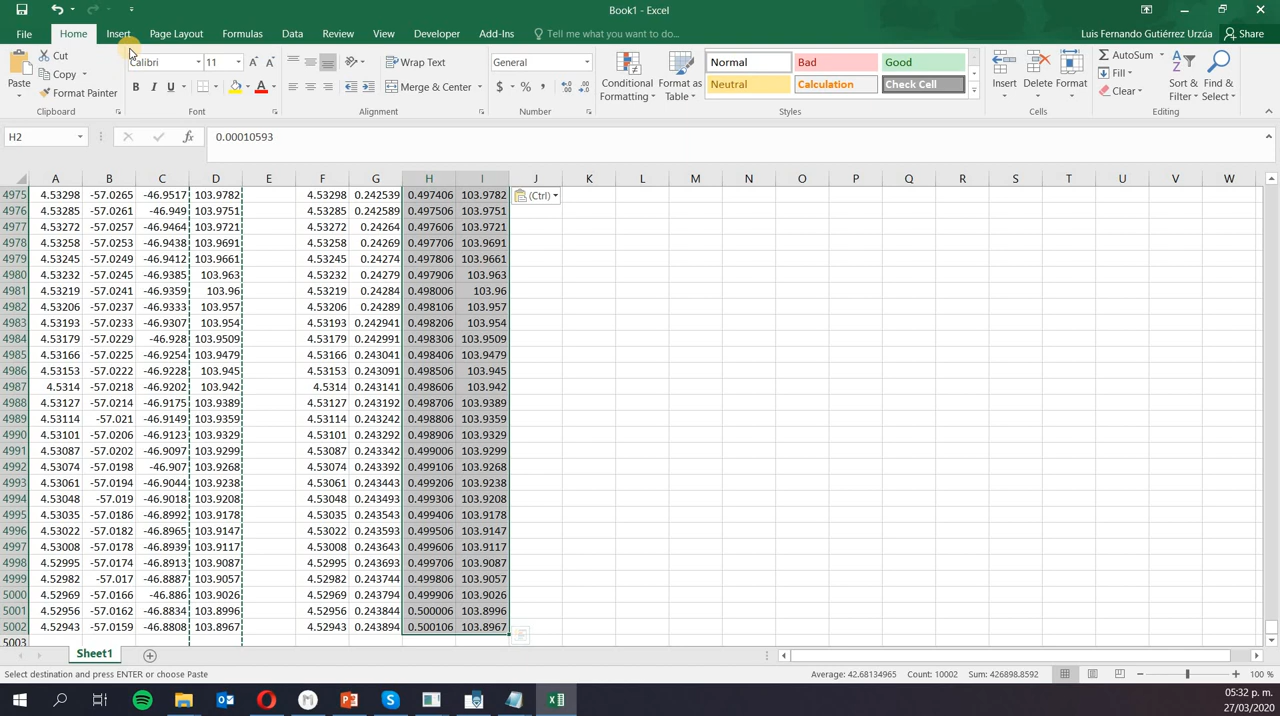 Book1 - Excel
File Home Insert Page Layout Formulas Data Review View Developer Add-Ins Tell me what you want to do... Luis Fernando Gutiérrez Urzúa Share
Cut Calibri 11 A A Wrap Text General Normal Bad Good AutoSum
Paste Copy Conditional Formatting Format as Table Insert Delete Format Fill Sort & Filter Find & Select
Format Painter B I U A Merge & Center $ % , Neutral Calculation Check Cell Clear
Clipboard Font Alignment Number Styles Cells Editing
H2 fx 0.00010593
A B C D E F G H I J K L M N O P Q R S T U V W
4975 4.53298 -57.0265 -46.9517 103.9782 4.53298 0.242539 0.497406 103.9782 (Ctrl)
4976 4.53285 -57.0261 -46.949 103.9751 4.53285 0.242589 0.497506 103.9751
4977 4.53272 -57.0257 -46.9464 103.9721 4.53272 0.24264 0.497606 103.9721
4978 4.53258 -57.0253 -46.9438 103.9691 4.53258 0.24269 0.497706 103.9691
4979 4.53245 -57.0249 -46.9412 103.9661 4.53245 0.24274 0.497806 103.9661
4980 4.53232 -57.0245 -46.9385 103.963 4.53232 0.24279 0.497906 103.963
4981 4.53219 -57.0241 -46.9359 103.96 4.53219 0.24284 0.498006 103.96
4982 4.53206 -57.0237 -46.9333 103.957 4.53206 0.24289 0.498106 103.957
4983 4.53193 -57.0233 -46.9307 103.954 4.53193 0.242941 0.498206 103.954
4984 4.53179 -57.0229 -46.928 103.9509 4.53179 0.242991 0.498306 103.9509
4985 4.53166 -57.0225 -46.9254 103.9479 4.53166 0.243041 0.498406 103.9479
4986 4.53153 -57.0222 -46.9228 103.945 4.53153 0.243091 0.498506 103.945
4987 4.5314 -57.0218 -46.9202 103.942 4.5314 0.243141 0.498606 103.942
4988 4.53127 -57.0214 -46.9175 103.9389 4.53127 0.243192 0.498706 103.9389
4989 4.53114 -57.021 -46.9149 103.9359 4.53114 0.243242 0.498806 103.9359
4990 4.53101 -57.0206 -46.9123 103.9329 4.53101 0.243292 0.498906 103.9329
4991 4.53087 -57.0202 -46.9097 103.9299 4.53087 0.243342 0.499006 103.9299
4992 4.53074 -57.0198 -46.907 103.9268 4.53074 0.243392 0.499106 103.9268
4993 4.53061 -57.0194 -46.9044 103.9238 4.53061 0.243443 0.499206 103.9238
4994 4.53048 -57.019 -46.9018 103.9208 4.53048 0.243493 0.499306 103.9208
4995 4.53035 -57.0186 -46.8992 103.9178 4.53035 0.243543 0.499406 103.9178
4996 4.53022 -57.0182 -46.8965 103.9147 4.53022 0.243593 0.499506 103.9147
4997 4.53008 -57.0178 -46.8939 103.9117 4.53008 0.243643 0.499606 103.9117
4998 4.52995 -57.0174 -46.8913 103.9087 4.52995 0.243693 0.499706 103.9087
4999 4.52982 -57.017 -46.8887 103.9057 4.52982 0.243744 0.499806 103.9057
5000 4.52969 -57.0166 -46.886 103.9026 4.52969 0.243794 0.499906 103.9026
5001 4.52956 -57.0162 -46.8834 103.8996 4.52956 0.243844 0.500006 103.8996
5002 4.52943 -57.0159 -46.8808 103.8967 4.52943 0.243894 0.500106 103.8967
5003
Sheet1
Select destination and press ENTER or choose Paste Average: 42.68134965 Count: 10002 Sum: 426898.8592 100 %
05:32 p. m.
27/03/2020